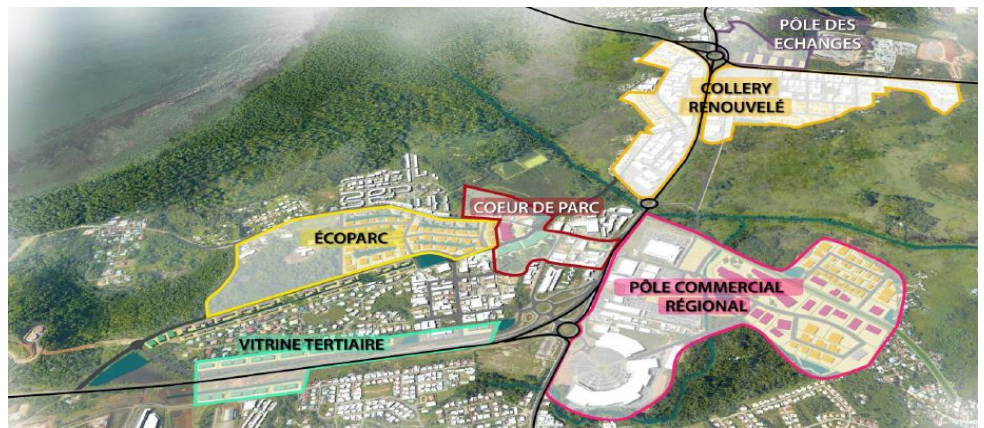 PÔLE DES
ECHANGES
COLLERY
RENOUVELÉ
COEUR DE PARC
ÉCOPARC
PÔLE COMMERCIAL
RÉGIONAL
VITRINE TERTIAIRE